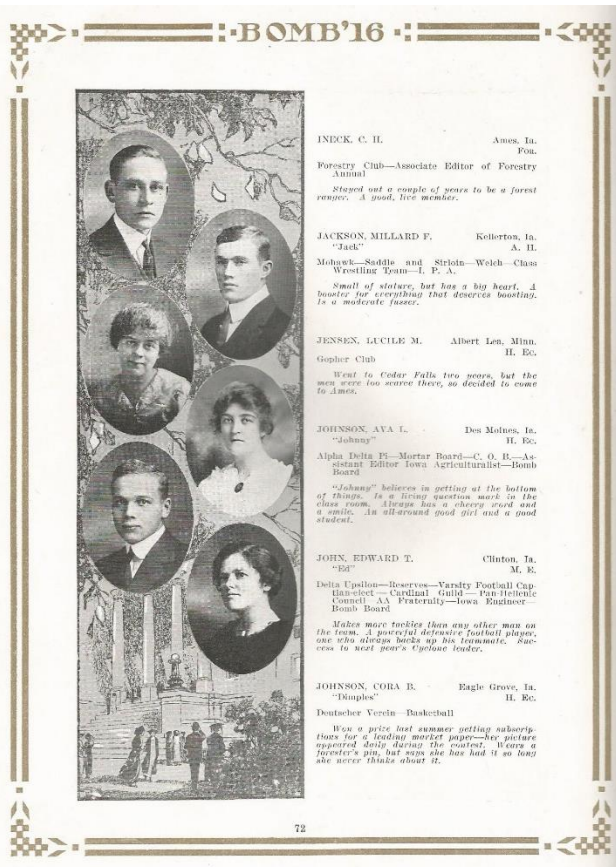 BOMB'16
INECK, C. H. Ames, Ia.
For.
Forestry Club—Associate Editor of Forestry
Annual
Stayed out a couple of years to be a forest
ranger. A good, live member.
JACKSON, MILLARD F. Kellerton, Ia.
"Jack" A. H.
Mohawk—Saddle and Sirloin—Welch—Class
Wrestling Team—I. P. A.
Small of stature, but has a big heart. A
booster for everything that deserves boosting.
Is a moderate fusser.
JENSEN, LUCILE M. Albert Lea, Minn.
H. Ec.
Gopher Club
Went to Cedar Falls two years, but the
men were too scarce there, so decided to come
to Ames.
JOHNSON, AVA L. Des Moines, Ia.
"Johnny" H. Ec.
Alpha Delta Pi—Mortar Board—C. O. B.—As-
sistant Editor Iowa Agriculturalist—Bomb
Board
"Johnny" believes in getting at the bottom
of things. Is a living question mark in the
class room. Always has a cheery word and
a smile. An all-around good girl and a good
student.
JOHN, EDWARD T. Clinton, Ia.
"Ed" M. E.
Delta Upsilon—Reserves—Varsity Football Cap-
tian-elect—Cardinal Guild—Pan-Hellenic
Council—AA Fraternity—Iowa Engineer—
Bomb Board
Makes more tackles than any other man on
the team. A powerful defensive football player,
one who always backs up his teammate. Suc-
cess to next year's Cyclone leader.
JOHNSON, CORA B. Eagle Grove, Ia.
"Dimples" H. Ec.
Deutscher Verein—Basketball
Won a prize last summer getting subscrip-
tions for a leading market paper—her picture
appeared daily during the contest. Wears a
forester's pin, but says she has had it so long
she never thinks about it.
72